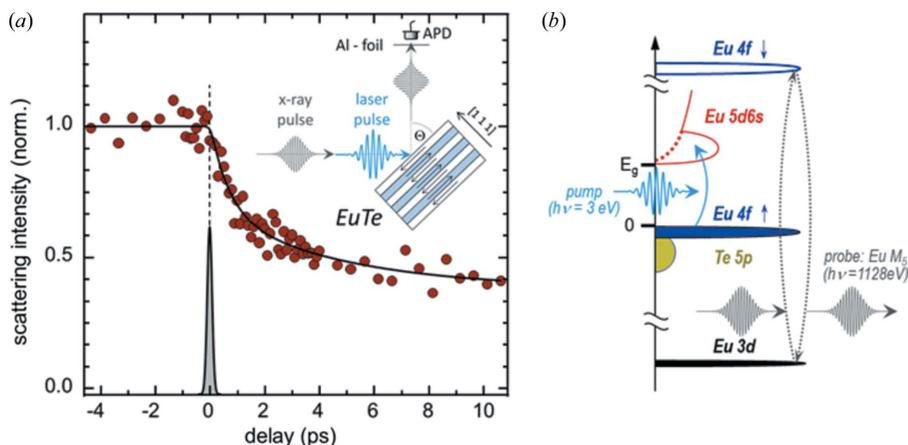 (a)
Al - foil
APD
x-ray
pulse
laser
pulse
Θ
[111]
EuTe
scattering intensity (norm.)
1.0
0.5
0.0
-4
-2
0
2
4
6
8
10
delay (ps)
(b)
Eu 4f ↓
Eu 5d6s
E_g
pump
(hν = 3 eV)
0
Eu 4f ↑
Te 5p
probe: Eu M₅
(hν=1128eV)
Eu 3d